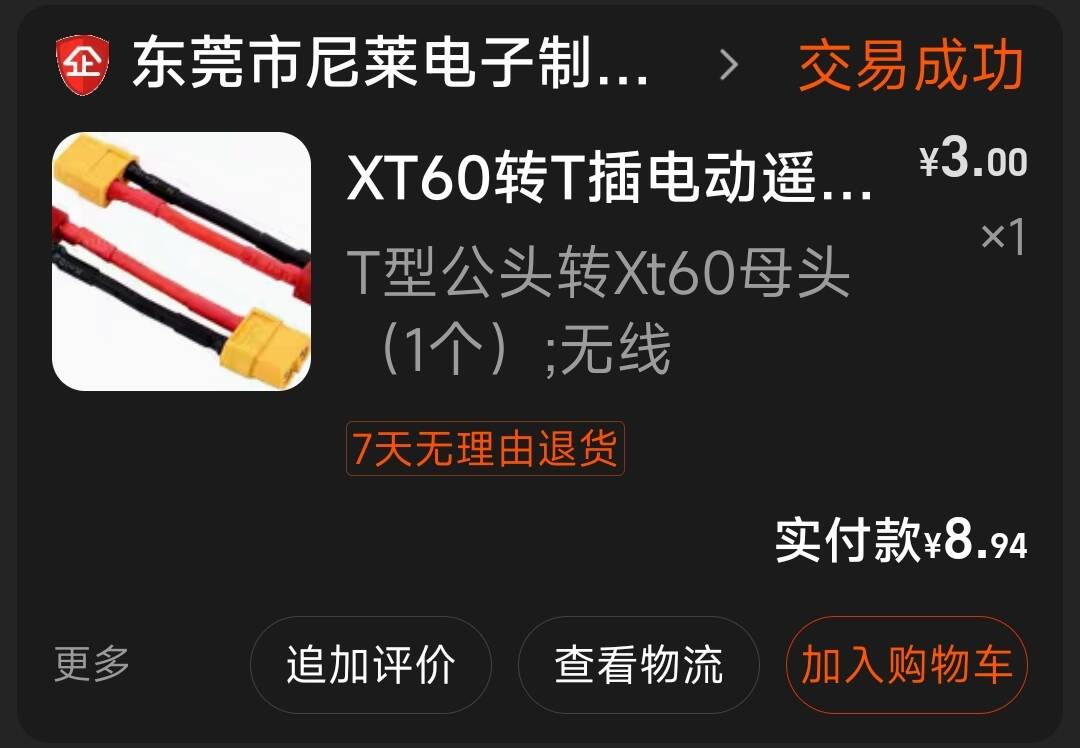 企 东莞市尼莱电子制... > 交易成功
XT60转T插电动遥... ¥3.00
×1
T型公头转Xt60母头
（1个）;无线
7天无理由退货
实付款¥8.94
更多 追加评价 查看物流 加入购物车